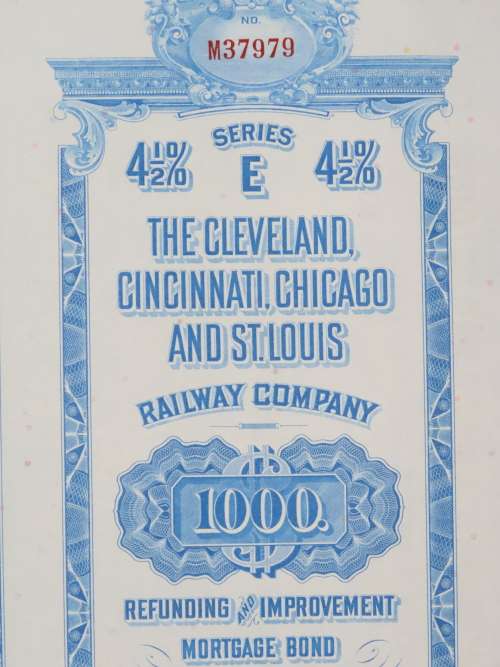 NO.
M37979
SERIES
4½% E 4½%
THE CLEVELAND,
CINCINNATI, CHICAGO
AND ST. LOUIS
RAILWAY COMPANY
$1000.
REFUNDING AND IMPROVEMENT
MORTGAGE BOND